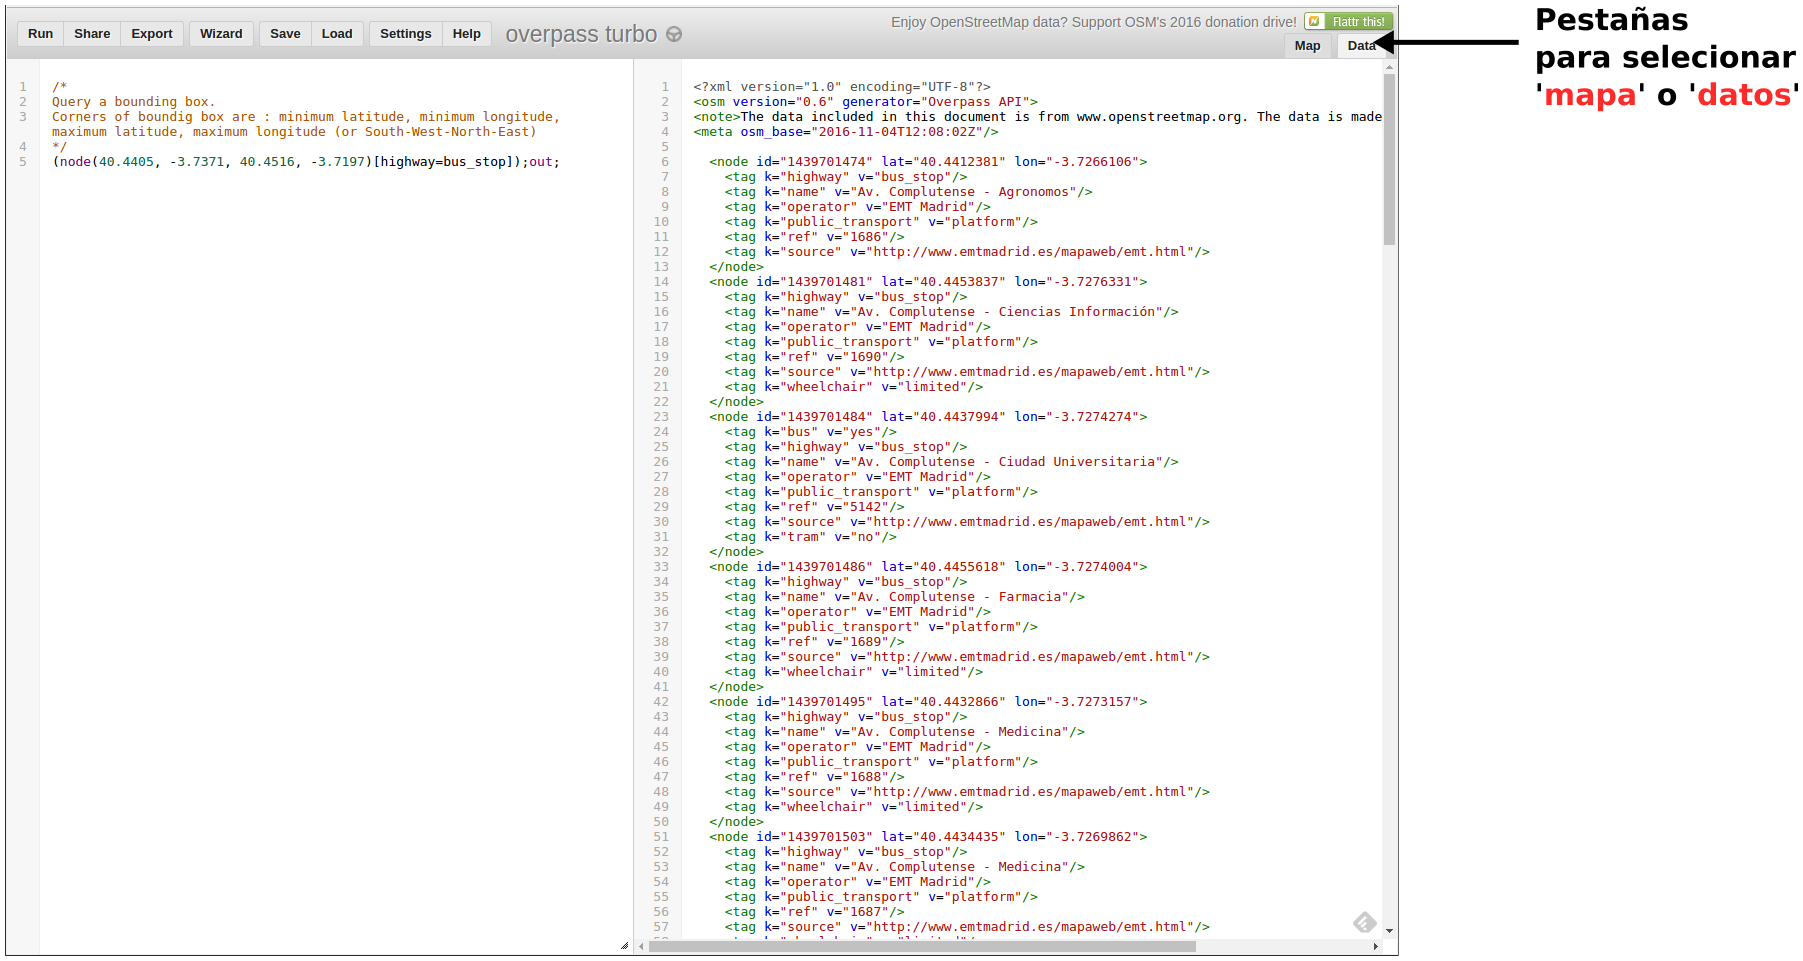 Run Share Export Wizard Save Load Settings Help overpass turbo
Enjoy OpenStreetMap data? Support OSM's 2016 donation drive! Flattr this!
Map Data
Pestañas
para selecionar
'mapa' o 'datos'
1 /*
2 Query a bounding box.
3 Corners of boundig box are : minimum latitude, minimum longitude,
maximum latitude, maximum longitude (or South-West-North-East)
4 */
5 (node(40.4405, -3.7371, 40.4516, -3.7197)[highway=bus_stop]);out;
1 <?xml version="1.0" encoding="UTF-8"?>
2 <osm version="0.6" generator="Overpass API">
3 <note>The data included in this document is from www.openstreetmap.org. The data is made
4 <meta osm_base="2016-11-04T12:08:02Z"/>
5
6 <node id="1439701474" lat="40.4412381" lon="-3.7266106">
7 <tag k="highway" v="bus_stop"/>
8 <tag k="name" v="Av. Complutense - Agronomos"/>
9 <tag k="operator" v="EMT Madrid"/>
10 <tag k="public_transport" v="platform"/>
11 <tag k="ref" v="1686"/>
12 <tag k="source" v="http://www.emtmadrid.es/mapaweb/emt.html"/>
13 </node>
14 <node id="1439701481" lat="40.4453837" lon="-3.7276331">
15 <tag k="highway" v="bus_stop"/>
16 <tag k="name" v="Av. Complutense - Ciencias Información"/>
17 <tag k="operator" v="EMT Madrid"/>
18 <tag k="public_transport" v="platform"/>
19 <tag k="ref" v="1690"/>
20 <tag k="source" v="http://www.emtmadrid.es/mapaweb/emt.html"/>
21 <tag k="wheelchair" v="limited"/>
22 </node>
23 <node id="1439701484" lat="40.4437994" lon="-3.7274274">
24 <tag k="bus" v="yes"/>
25 <tag k="highway" v="bus_stop"/>
26 <tag k="name" v="Av. Complutense - Ciudad Universitaria"/>
27 <tag k="operator" v="EMT Madrid"/>
28 <tag k="public_transport" v="platform"/>
29 <tag k="ref" v="5142"/>
30 <tag k="source" v="http://www.emtmadrid.es/mapaweb/emt.html"/>
31 <tag k="tram" v="no"/>
32 </node>
33 <node id="1439701486" lat="40.4455618" lon="-3.7274004">
34 <tag k="highway" v="bus_stop"/>
35 <tag k="name" v="Av. Complutense - Farmacia"/>
36 <tag k="operator" v="EMT Madrid"/>
37 <tag k="public_transport" v="platform"/>
38 <tag k="ref" v="1689"/>
39 <tag k="source" v="http://www.emtmadrid.es/mapaweb/emt.html"/>
40 <tag k="wheelchair" v="limited"/>
41 </node>
42 <node id="1439701495" lat="40.4432866" lon="-3.7273157">
43 <tag k="highway" v="bus_stop"/>
44 <tag k="name" v="Av. Complutense - Medicina"/>
45 <tag k="operator" v="EMT Madrid"/>
46 <tag k="public_transport" v="platform"/>
47 <tag k="ref" v="1688"/>
48 <tag k="source" v="http://www.emtmadrid.es/mapaweb/emt.html"/>
49 <tag k="wheelchair" v="limited"/>
50 </node>
51 <node id="1439701503" lat="40.4434435" lon="-3.7269862">
52 <tag k="highway" v="bus_stop"/>
53 <tag k="name" v="Av. Complutense - Medicina"/>
54 <tag k="operator" v="EMT Madrid"/>
55 <tag k="public_transport" v="platform"/>
56 <tag k="ref" v="1687"/>
57 <tag k="source" v="http://www.emtmadrid.es/mapaweb/emt.html"/>